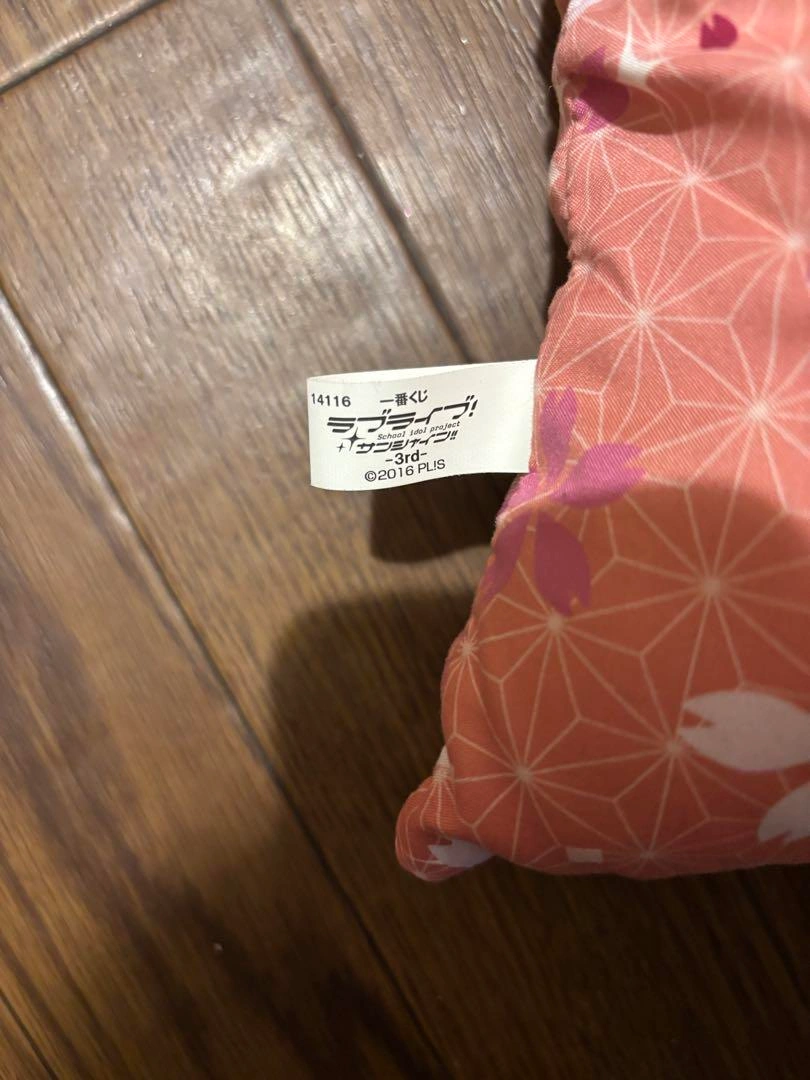 14116 一番くじ
ラブライブ!
School idol project
サンシャイン!!
-3rd-
©2016 PL!S